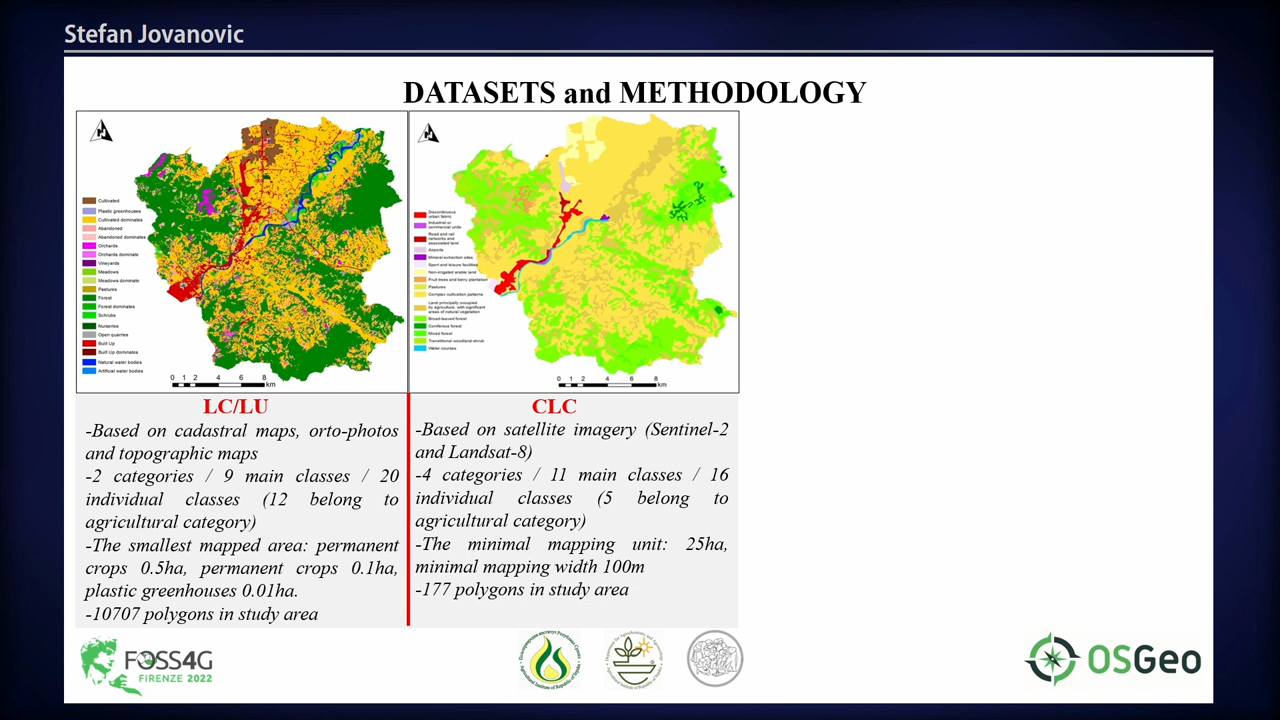 Stefan Jovanovic
DATASETS and METHODOLOGY
Cultivated
Plastic greenhouses
Cultivated dominates
Abandoned
Abandoned dominates
Orchards
Orchards dominate
Vineyards
Meadows
Meadows dominate
Pastures
Forest
Forest dominates
Schrubs
Nurseries
Open quarries
Built Up
Built Up dominates
Natural water bodies
Artificial water bodies
0 1 2 4 6 8
km
Discontinuous
urban fabric
Industrial or
commercial units
Road and rail
networks and
associated land
Airports
Mineral extraction sites
Sport and leisure facilities
Non-irrigated arable land
Fruit trees and berry plantation
Pastures
Complex cultivation patterns
Land principally occupied
by agriculture, with significant
areas of natural vegetation
Broad-leaved forest
Coniferous forest
Mixed forest
Transitional woodland-shrub
Water courses
0 1 2 4 6 8
km
LC/LU
-Based on cadastral maps, orto-photos
and topographic maps
-2 categories / 9 main classes / 20
individual classes (12 belong to
agricultural category)
-The smallest mapped area: permanent
crops 0.5ha, permanent crops 0.1ha,
plastic greenhouses 0.01ha.
-10707 polygons in study area
CLC
-Based on satellite imagery (Sentinel-2
and Landsat-8)
-4 categories / 11 main classes / 16
individual classes (5 belong to
agricultural category)
-The minimal mapping unit: 25ha,
minimal mapping width 100m
-177 polygons in study area
FOSS4G
FIRENZE 2022
OSGeo